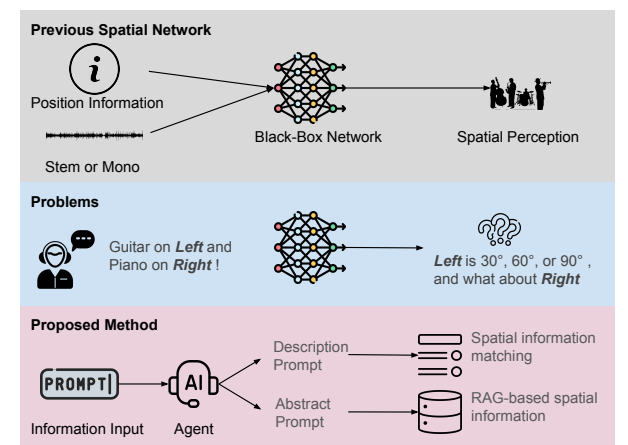 Previous Spatial Network
i
Position Information
Stem or Mono
Black-Box Network
Spatial Perception
Problems
Guitar on Left and
Piano on Right !
???
Left is 30°, 60°, or 90° ,
and what about Right
Proposed Method
PROMPT
Information Input
AI
Agent
Description
Prompt
Abstract
Prompt
Spatial information
matching
RAG-based spatial
information